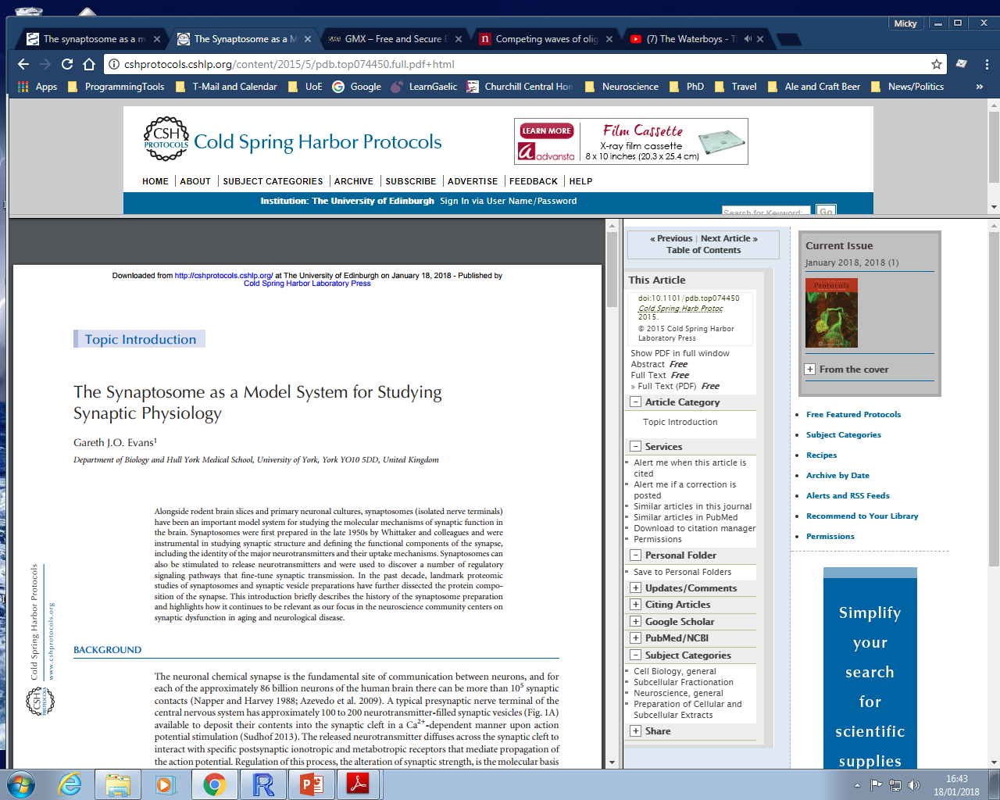 Micky
The synaptosome as a m
The Synaptosome as a M
GMX – Free and Secure E
Competing waves of olig
(7) The Waterboys - T
cshprotocols.cshlp.org/content/2015/5/pdb.top074450.full.pdf+html
Apps
ProgrammingTools
T-Mail and Calendar
UoE
Google
LearnGaelic
Churchill Central Hom
Neuroscience
PhD
Travel
Ale and Craft Beer
News/Politics
»
CSH
PROTOCOLS
Cold Spring Harbor Protocols
LEARN MORE
a advansta
Film Cassette
X-ray film cassette
8 x 10 inches (20.3 x 25.4 cm)
HOME
ABOUT
SUBJECT CATEGORIES
ARCHIVE
SUBSCRIBE
ADVERTISE
FEEDBACK
HELP
Institution: The University of Edinburgh Sign In via User Name/Password
Search for Keyword:
Go
Downloaded from http://cshprotocols.cshlp.org/ at The University of Edinburgh on January 18, 2018 - Published by
Cold Spring Harbor Laboratory Press
Topic Introduction
The Synaptosome as a Model System for Studying
Synaptic Physiology
Gareth J.O. Evans1
Department of Biology and Hull York Medical School, University of York, York YO10 5DD, United Kingdom
Alongside rodent brain slices and primary neuronal cultures, synaptosomes (isolated nerve terminals)
have been an important model system for studying the molecular mechanisms of synaptic function in
the brain. Synaptosomes were first prepared in the late 1950s by Whittaker and colleagues and were
instrumental in studying synaptic structure and defining the functional components of the synapse,
including the identity of the major neurotransmitters and their uptake mechanisms. Synaptosomes can
also be stimulated to release neurotransmitters and were used to discover a number of regulatory
signaling pathways that fine-tune synaptic transmission. In the past decade, landmark proteomic
studies of synaptosomes and synaptic vesicle preparations have further dissected the protein compo-
sition of the synapse. This introduction briefly describes the history of the synaptosome preparation
and highlights how it continues to be relevant as our focus in the neuroscience community centers on
synaptic dysfunction in aging and neurological disease.
BACKGROUND
The neuronal chemical synapse is the fundamental site of communication between neurons, and for
each of the approximately 86 billion neurons of the human brain there can be more than 10⁵ synaptic
contacts (Napper and Harvey 1988; Azevedo et al. 2009). A typical presynaptic nerve terminal of the
central nervous system has approximately 100 to 200 neurotransmitter-filled synaptic vesicles (Fig. 1A)
available to deposit their contents into the synaptic cleft in a Ca²⁺-dependent manner upon action
potential stimulation (Sudhof 2013). The released neurotransmitter diffuses across the synaptic cleft to
interact with specific postsynaptic ionotropic and metabotropic receptors that mediate propagation of
the action potential. Regulation of this process, the alteration of synaptic strength, is the molecular basis
Cold Spring Harbor Protocols
www.cshprotocols.org
CSH
PROTOCOLS
« Previous | Next Article »
Table of Contents
This Article
doi:10.1101/pdb.top074450
Cold Spring Harb Protoc
2015.
© 2015 Cold Spring Harbor
Laboratory Press
Show PDF in full window
Abstract Free
Full Text Free
» Full Text (PDF) Free
Article Category
Topic Introduction
Services
Alert me when this article is
cited
Alert me if a correction is
posted
Similar articles in this journal
Similar articles in PubMed
Download to citation manager
Permissions
Personal Folder
Save to Personal Folders
Updates/Comments
Citing Articles
Google Scholar
PubMed/NCBI
Subject Categories
Cell Biology, general
Subcellular Fractionation
Neuroscience, general
Preparation of Cellular and
Subcellular Extracts
Share
Current Issue
January 2018, 2018 (1)
Protocols
From the cover
Free Featured Protocols
Subject Categories
Recipes
Archive by Date
Alerts and RSS Feeds
Recommend to Your Library
Permissions
Simplify
your
search
for
scientific
supplies
16:43
18/01/2018